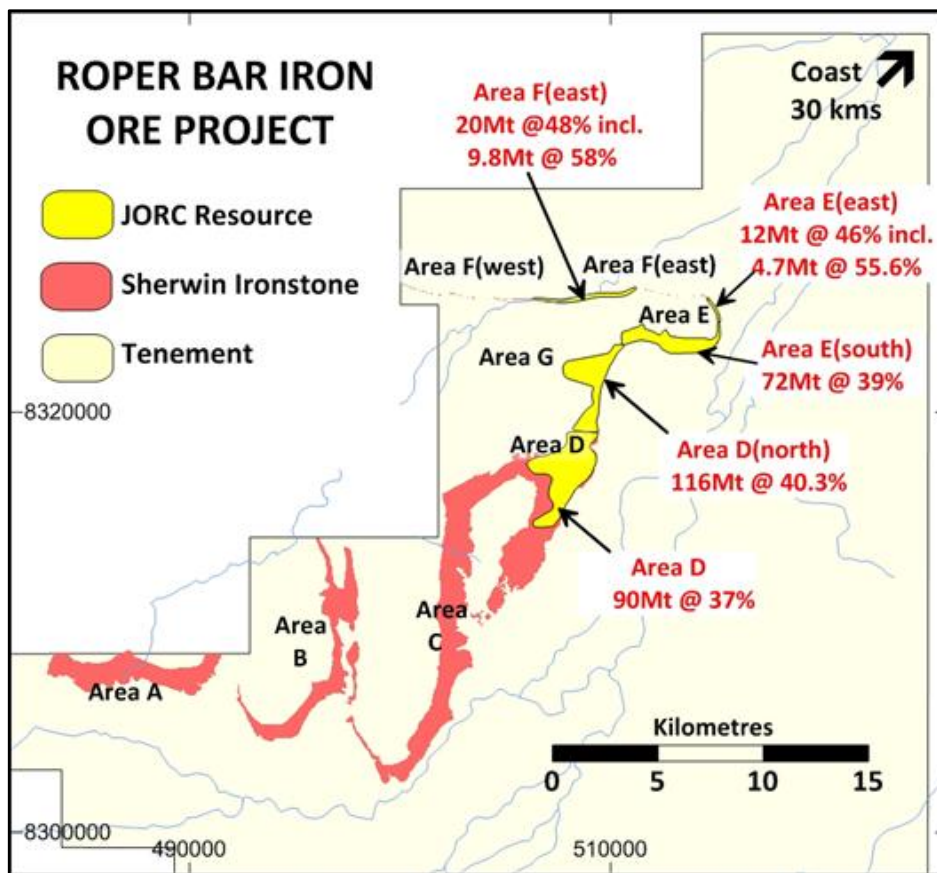 ROPER BAR IRON
ORE PROJECT
JORC Resource
Sherwin Ironstone
Tenement
Coast
30 kms
Area F(east)
20Mt @48% incl.
9.8Mt @ 58%
Area E(east)
12Mt @ 46% incl.
4.7Mt @ 55.6%
Area F(west)
Area F(east)
Area E
Area E(south)
72Mt @ 39%
Area G
8320000
Area D
Area D(north)
116Mt @ 40.3%
Area D
90Mt @ 37%
Area
B
Area
C
Area A
Kilometres
0 5 10 15
8300000
490000
510000